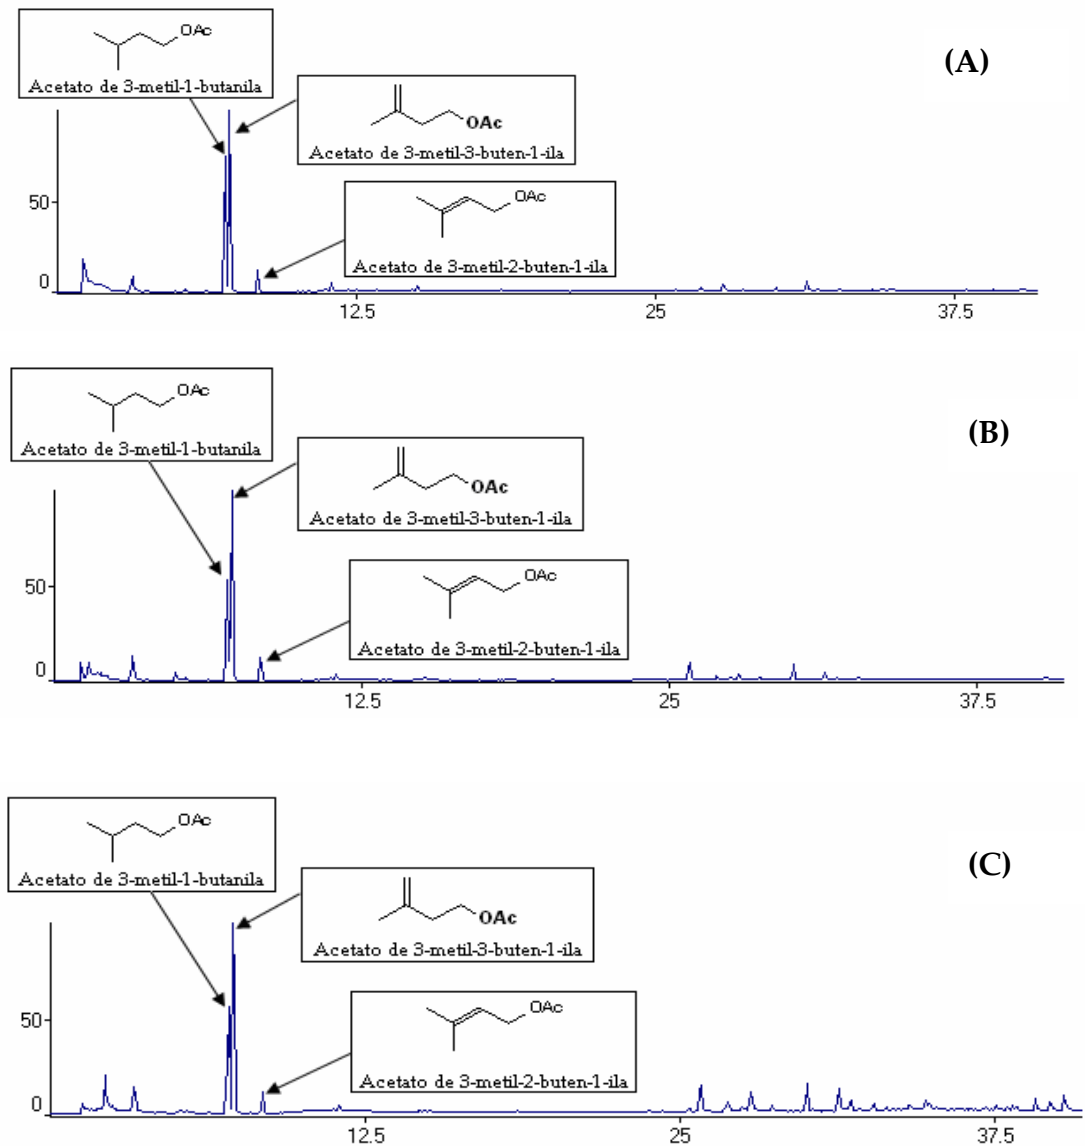 OAc
Acetato de 3-metil-1-butanila
(A)
OAc
Acetato de 3-metil-3-buten-1-ila
OAc
Acetato de 3-metil-2-buten-1-ila
50
0
12.5
25
37.5
OAc
Acetato de 3-metil-1-butanila
(B)
OAc
Acetato de 3-metil-3-buten-1-ila
OAc
Acetato de 3-metil-2-buten-1-ila
50
0
12.5
25
37.5
OAc
Acetato de 3-metil-1-butanila
(C)
OAc
Acetato de 3-metil-3-buten-1-ila
OAc
Acetato de 3-metil-2-buten-1-ila
50
0
12.5
25
37.5